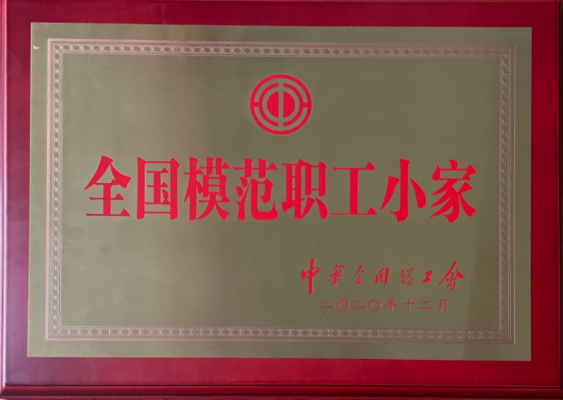 全国模范职工小家
中华全国总工会
二〇二〇年十二月